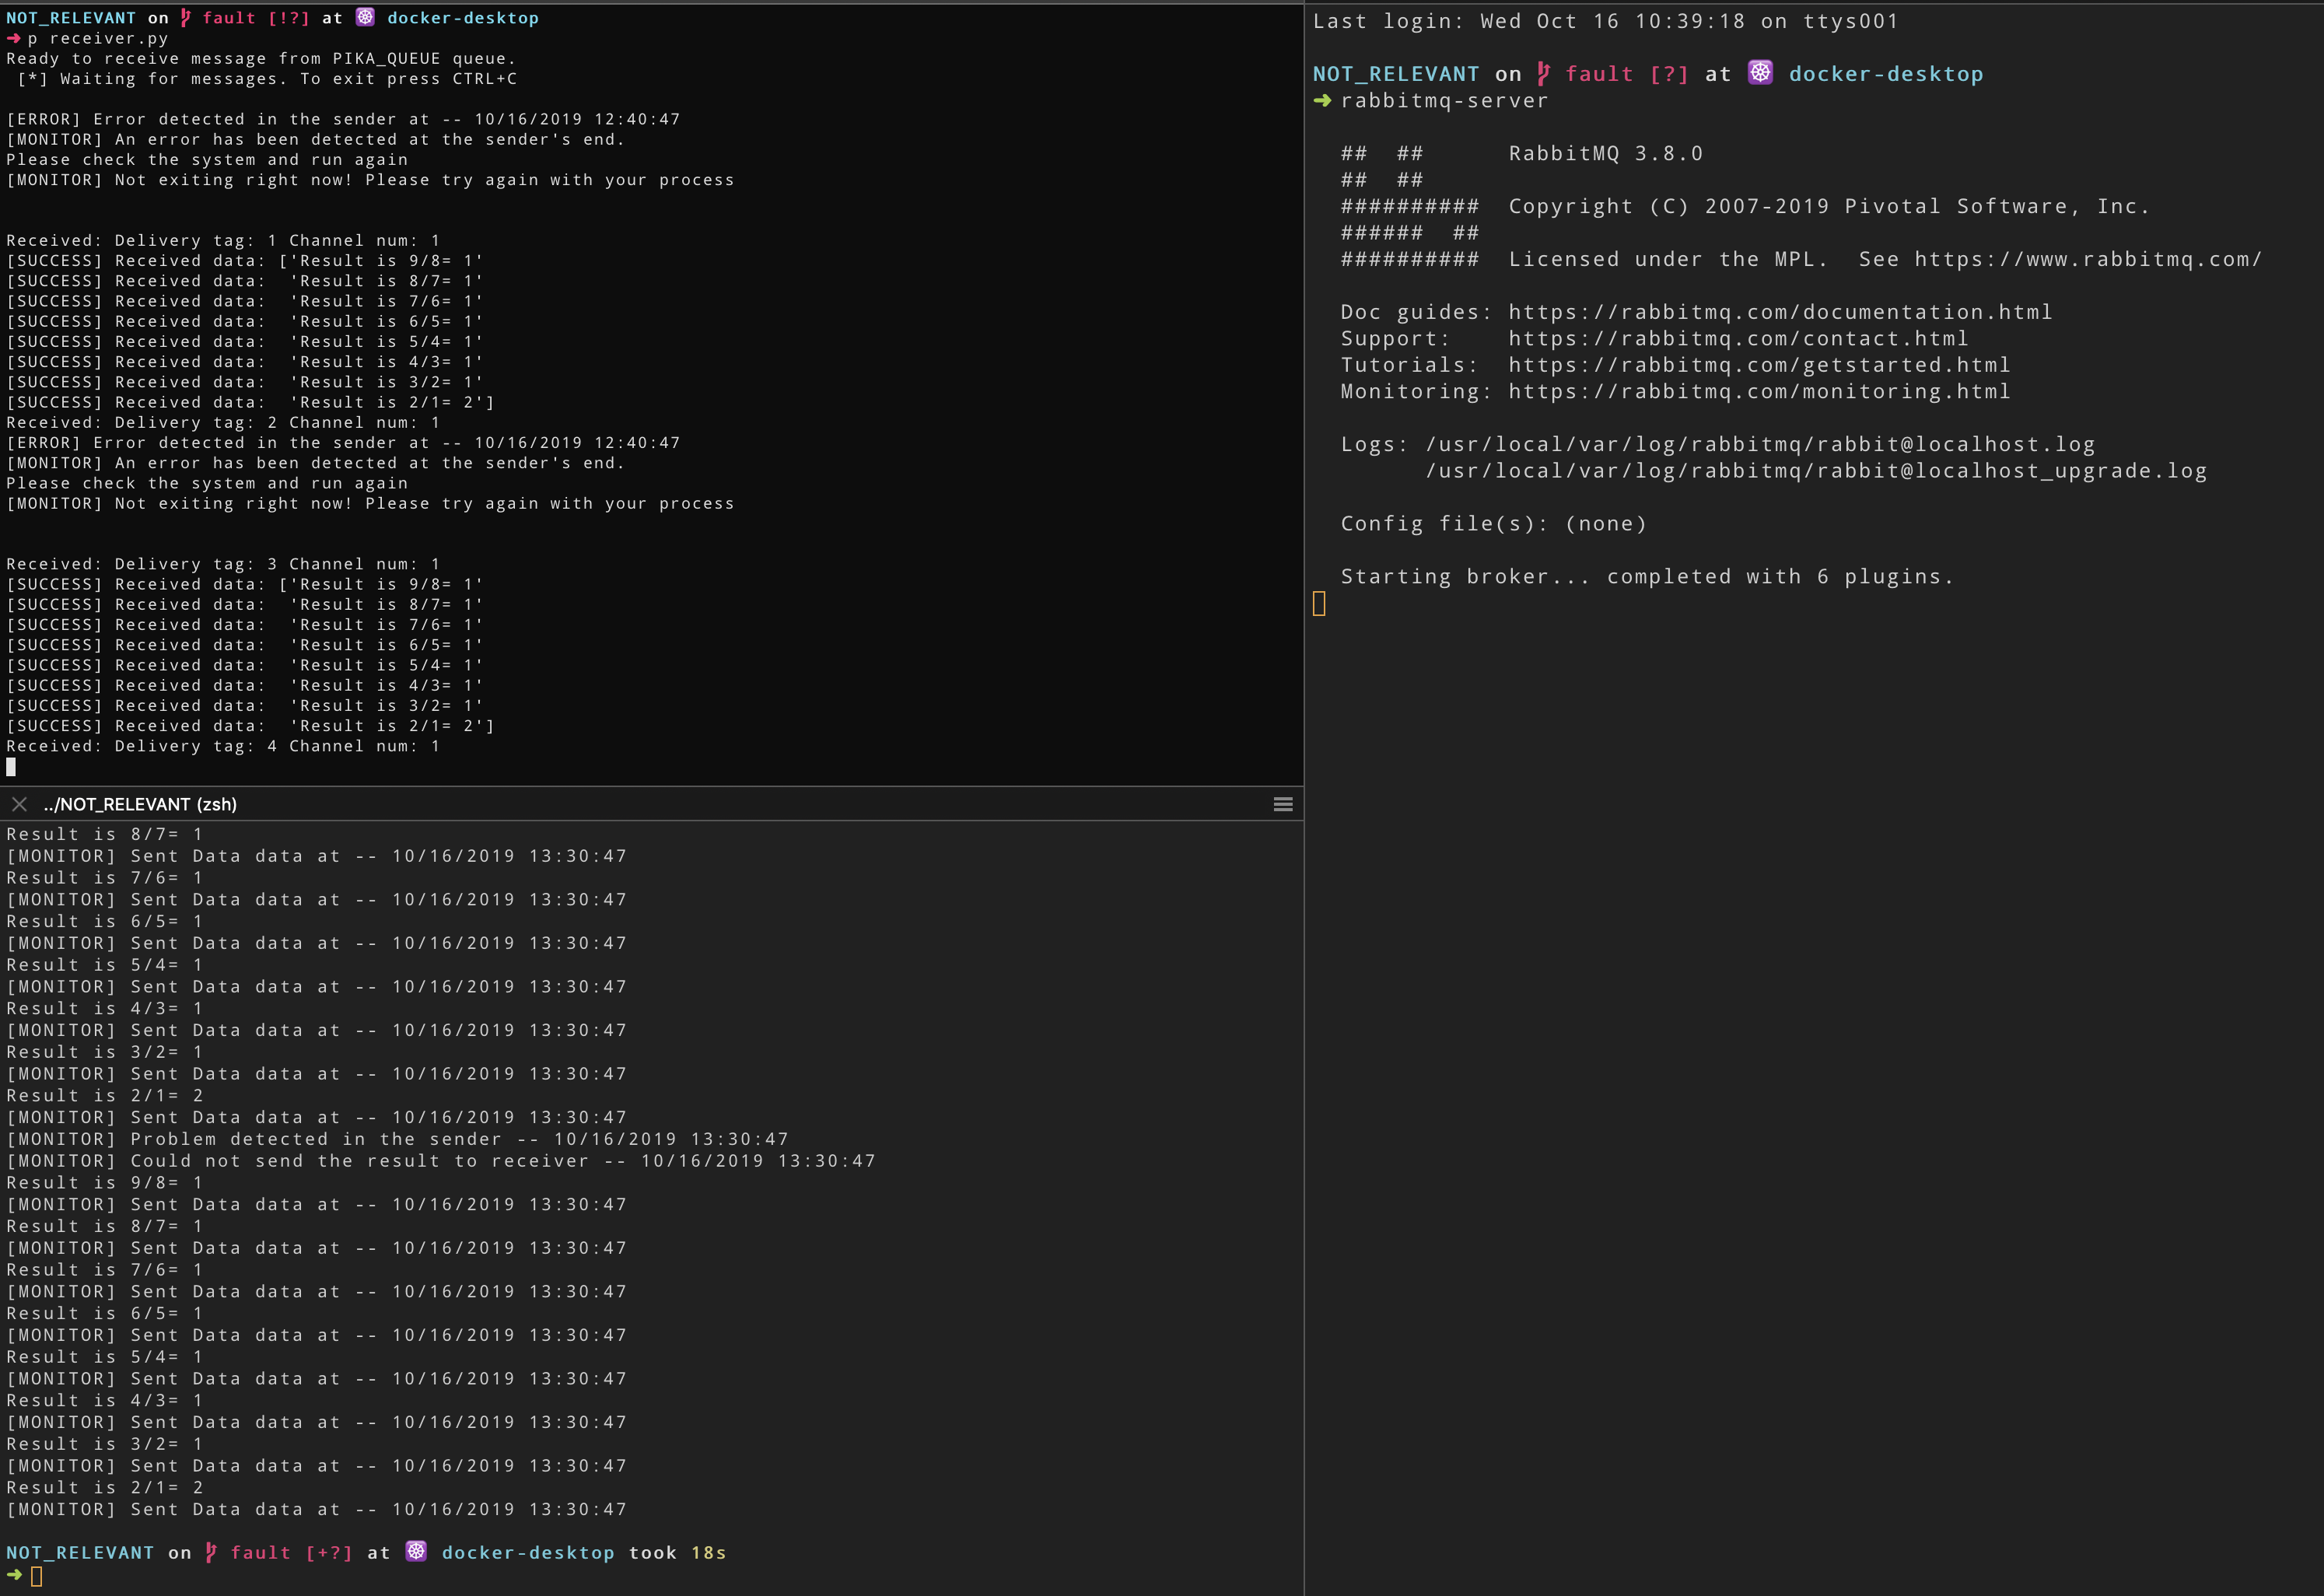 NOT_RELEVANT on fault [!?] at docker-desktop
➜ p receiver.py
Ready to receive message from PIKA_QUEUE queue.
 [*] Waiting for messages. To exit press CTRL+C
[ERROR] Error detected in the sender at -- 10/16/2019 12:40:47
[MONITOR] An error has been detected at the sender's end.
Please check the system and run again
[MONITOR] Not exiting right now! Please try again with your process
Received: Delivery tag: 1 Channel num: 1
[SUCCESS] Received data: ['Result is 9/8= 1'
[SUCCESS] Received data:  'Result is 8/7= 1'
[SUCCESS] Received data:  'Result is 7/6= 1'
[SUCCESS] Received data:  'Result is 6/5= 1'
[SUCCESS] Received data:  'Result is 5/4= 1'
[SUCCESS] Received data:  'Result is 4/3= 1'
[SUCCESS] Received data:  'Result is 3/2= 1'
[SUCCESS] Received data:  'Result is 2/1= 2']
Received: Delivery tag: 2 Channel num: 1
[ERROR] Error detected in the sender at -- 10/16/2019 12:40:47
[MONITOR] An error has been detected at the sender's end.
Please check the system and run again
[MONITOR] Not exiting right now! Please try again with your process
Received: Delivery tag: 3 Channel num: 1
[SUCCESS] Received data: ['Result is 9/8= 1'
[SUCCESS] Received data:  'Result is 8/7= 1'
[SUCCESS] Received data:  'Result is 7/6= 1'
[SUCCESS] Received data:  'Result is 6/5= 1'
[SUCCESS] Received data:  'Result is 5/4= 1'
[SUCCESS] Received data:  'Result is 4/3= 1'
[SUCCESS] Received data:  'Result is 3/2= 1'
[SUCCESS] Received data:  'Result is 2/1= 2']
Received: Delivery tag: 4 Channel num: 1
../NOT_RELEVANT (zsh)
Result is 8/7= 1
[MONITOR] Sent Data data at -- 10/16/2019 13:30:47
Result is 7/6= 1
[MONITOR] Sent Data data at -- 10/16/2019 13:30:47
Result is 6/5= 1
[MONITOR] Sent Data data at -- 10/16/2019 13:30:47
Result is 5/4= 1
[MONITOR] Sent Data data at -- 10/16/2019 13:30:47
Result is 4/3= 1
[MONITOR] Sent Data data at -- 10/16/2019 13:30:47
Result is 3/2= 1
[MONITOR] Sent Data data at -- 10/16/2019 13:30:47
Result is 2/1= 2
[MONITOR] Sent Data data at -- 10/16/2019 13:30:47
[MONITOR] Problem detected in the sender -- 10/16/2019 13:30:47
[MONITOR] Could not send the result to receiver -- 10/16/2019 13:30:47
Result is 9/8= 1
[MONITOR] Sent Data data at -- 10/16/2019 13:30:47
Result is 8/7= 1
[MONITOR] Sent Data data at -- 10/16/2019 13:30:47
Result is 7/6= 1
[MONITOR] Sent Data data at -- 10/16/2019 13:30:47
Result is 6/5= 1
[MONITOR] Sent Data data at -- 10/16/2019 13:30:47
Result is 5/4= 1
[MONITOR] Sent Data data at -- 10/16/2019 13:30:47
Result is 4/3= 1
[MONITOR] Sent Data data at -- 10/16/2019 13:30:47
Result is 3/2= 1
[MONITOR] Sent Data data at -- 10/16/2019 13:30:47
Result is 2/1= 2
[MONITOR] Sent Data data at -- 10/16/2019 13:30:47
NOT_RELEVANT on fault [+?] at docker-desktop took 18s
➜
Last login: Wed Oct 16 10:39:18 on ttys001
NOT_RELEVANT on fault [?] at docker-desktop
➜ rabbitmq-server
  ##  ##      RabbitMQ 3.8.0
  ##  ##
  ##########  Copyright (C) 2007-2019 Pivotal Software, Inc.
  ######  ##
  ##########  Licensed under the MPL.  See https://www.rabbitmq.com/
  Doc guides: https://rabbitmq.com/documentation.html
  Support:    https://rabbitmq.com/contact.html
  Tutorials:  https://rabbitmq.com/getstarted.html
  Monitoring: https://rabbitmq.com/monitoring.html
  Logs: /usr/local/var/log/rabbitmq/rabbit@localhost.log
        /usr/local/var/log/rabbitmq/rabbit@localhost_upgrade.log
  Config file(s): (none)
  Starting broker... completed with 6 plugins.